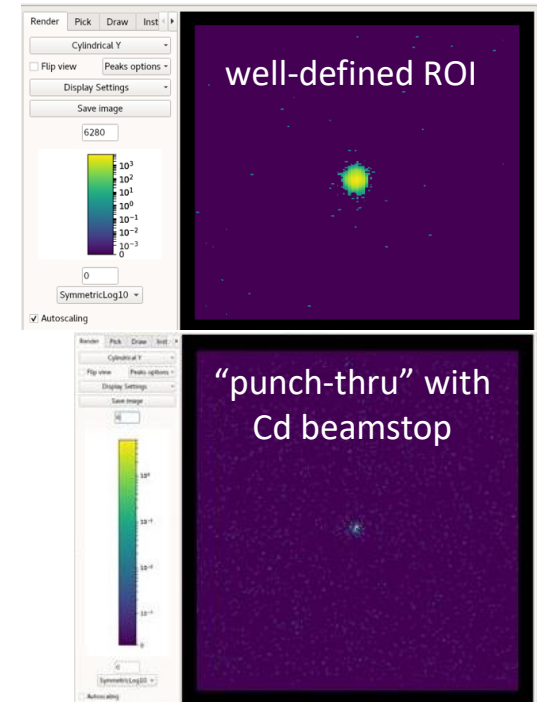 Render Pick Draw Inst
Cylindrical Y
Flip view Peaks options
Display Settings
Save image
6280
10³
10²
10¹
10⁰
10⁻¹
10⁻²
10⁻³
0
0
SymmetricLog10
Autoscaling
well-defined ROI
Render Pick Draw Inst
Cylindrical Y
Flip view Peaks options
Display Settings
Save image
10⁰
0
SymmetricLog10
Autoscaling
“punch-thru” with
Cd beamstop